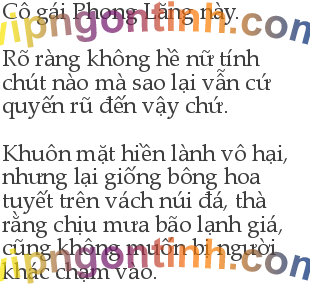 Cô gái Phong Lang này.
vipngontinh.com
Rõ ràng không hề nữ tính
chút nào mà sao lại vẫn cứ
quyến rũ đến vậy chứ.
Khuôn mặt hiền lành vô hại,
nhưng lại giống bông hoa
tuyết trên vách núi đá, thà
rằng chịu mưa bão lạnh giá,
cũng không muốn bị người
vipngontinh.com
khác chạm vào.